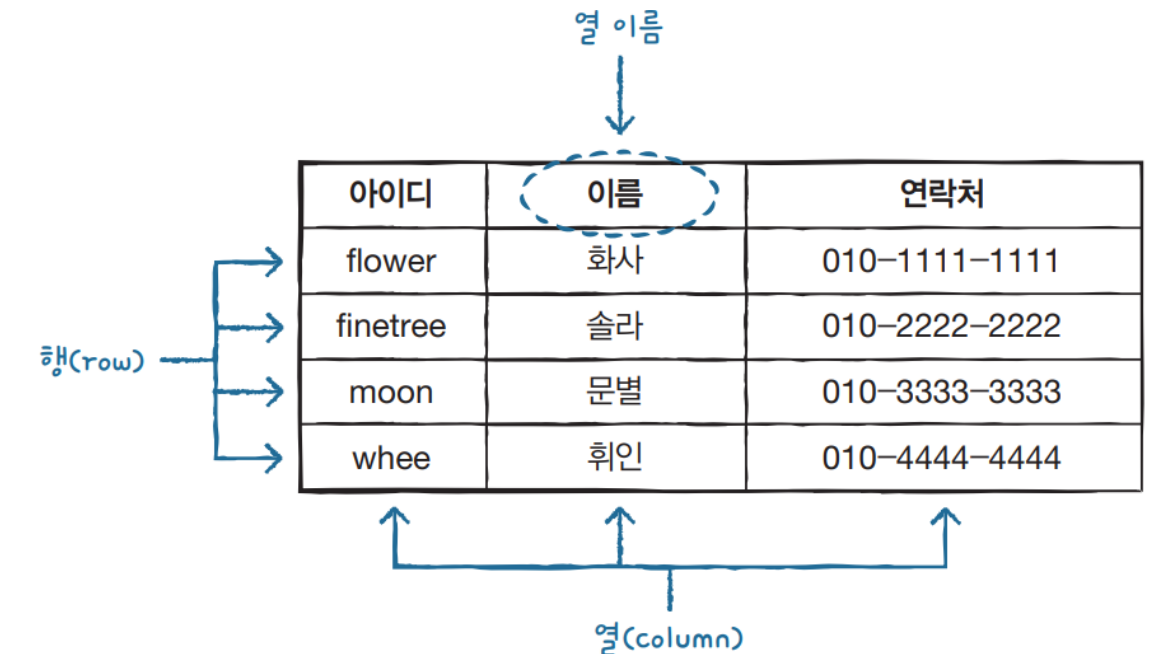 열 이름
아이디 이름 연락처
flower 화사 010–1111–1111
finetree 솔라 010–2222–2222
행(row)
moon 문별 010–3333–3333
whee 휘인 010–4444–4444
열(column)